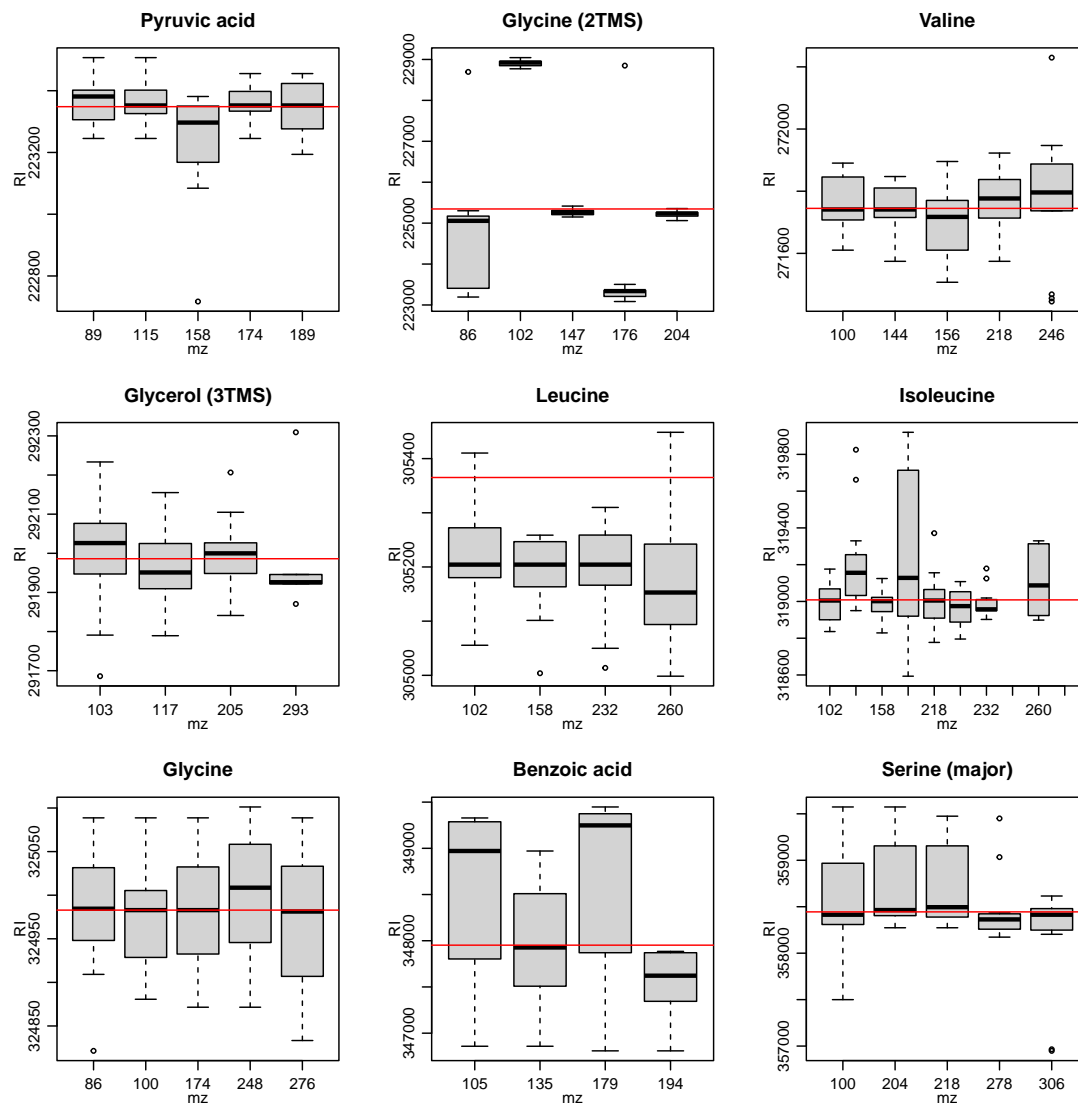 Pyruvic acid
RI
222800 223200
89 115 158 174 189
mz
Glycine (2TMS)
RI
223000 225000 227000 229000
86 102 147 176 204
mz
Valine
RI
271600 272000
100 144 156 218 246
mz
Glycerol (3TMS)
RI
291700 291900 292100 292300
103 117 205 293
mz
Leucine
RI
305000 305200 305400
102 158 232 260
mz
Isoleucine
RI
318600 319000 319400 319800
102 158 218 232 260
mz
Glycine
RI
324850 324950 325050
86 100 174 248 276
mz
Benzoic acid
RI
347000 348000 349000
105 135 179 194
mz
Serine (major)
RI
357000 358000 359000
100 204 218 278 306
mz